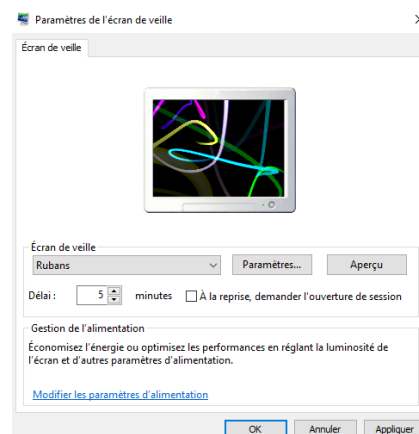 Paramètres de l'écran de veille
Écran de veille
Écran de veille
Rubans
Paramètres...
Aperçu
Délai :
5
minutes
À la reprise, demander l'ouverture de session
Gestion de l'alimentation
Économisez l'énergie ou optimisez les performances en réglant la luminosité de
l'écran et d'autres paramètres d'alimentation.
Modifier les paramètres d'alimentation
OK
Annuler
Appliquer